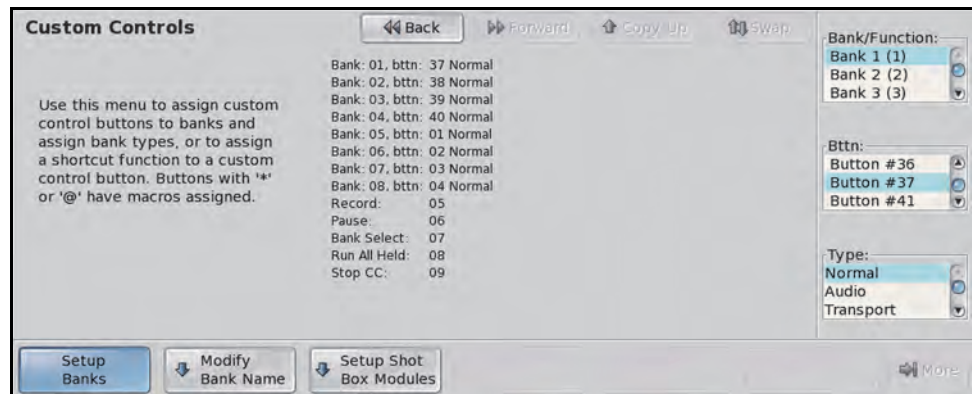 Custom Controls
Back
Forward
Copy Up
Swap
Use this menu to assign custom
control buttons to banks and
assign bank types, or to assign
a shortcut function to a custom
control button. Buttons with '*'
or '@' have macros assigned.
Bank: 01, bttn: 37 Normal
Bank: 02, bttn: 38 Normal
Bank: 03, bttn: 39 Normal
Bank: 04, bttn: 40 Normal
Bank: 05, bttn: 01 Normal
Bank: 06, bttn: 02 Normal
Bank: 07, bttn: 03 Normal
Bank: 08, bttn: 04 Normal
Record: 05
Pause: 06
Bank Select: 07
Run All Held: 08
Stop CC: 09
Bank/Function:
Bank 1 (1)
Bank 2 (2)
Bank 3 (3)
Bttn:
Button #36
Button #37
Button #41
Type:
Normal
Audio
Transport
Setup
Banks
Modify
Bank Name
Setup Shot
Box Modules
More